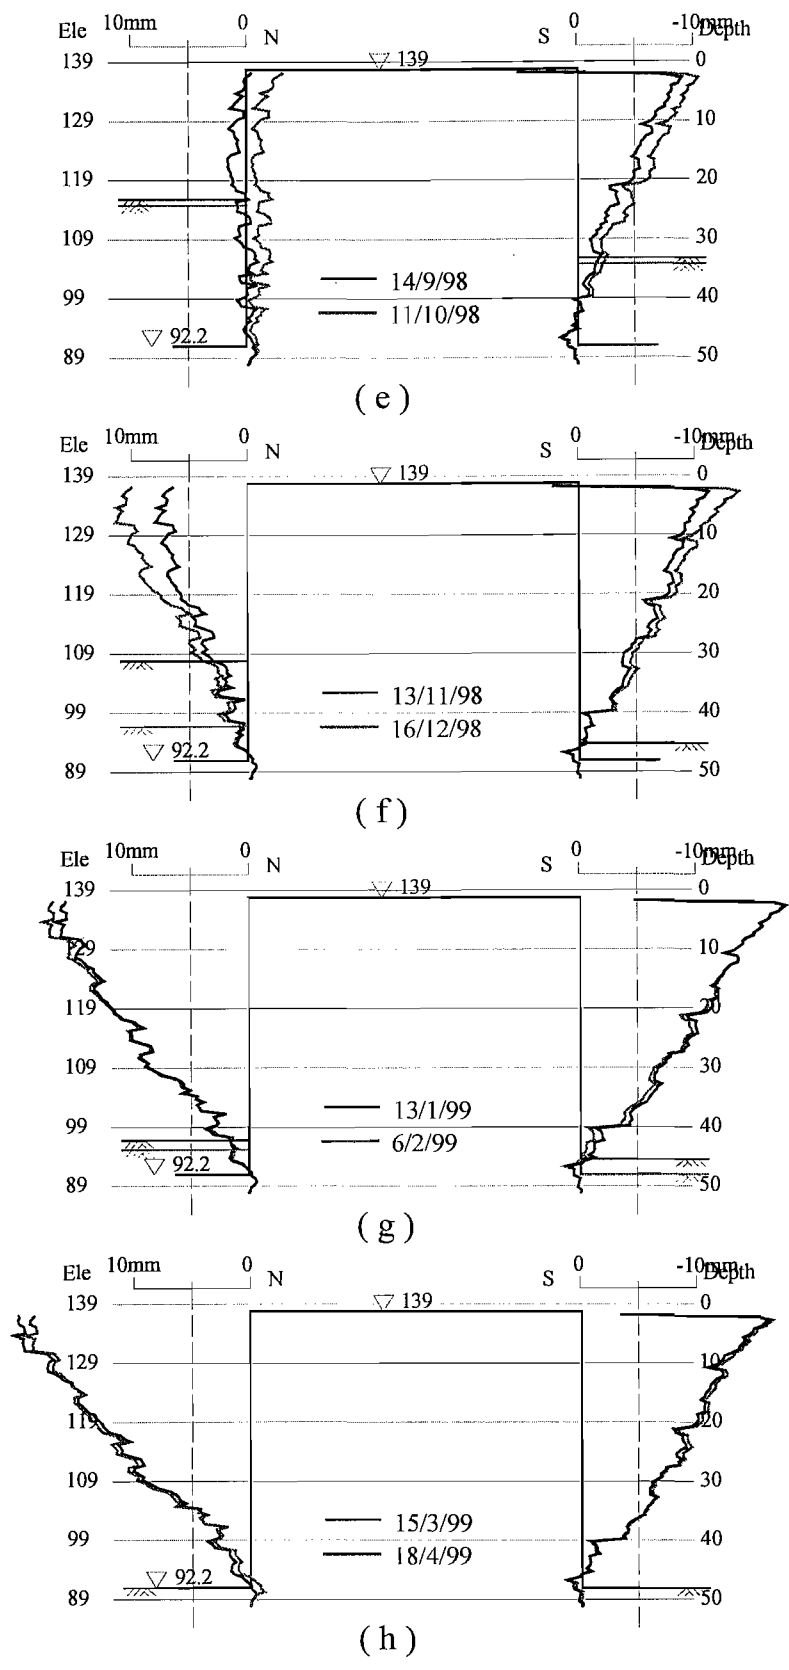 10mm 0 0 -10mm
Ele N S Depth
139 139 0
129 10
119 20
109 30
14/9/98
99 40
11/10/98
92.2
89 50
(e)
10mm 0 0 -10mm
Ele N S Depth
139 139 0
129 10
119 20
109 30
13/11/98
99 40
16/12/98
92.2
89 50
(f)
10mm 0 0 -10mm
Ele N S Depth
139 139 0
129 10
119 20
109 30
13/1/99
99 40
6/2/99
92.2
89 50
(g)
10mm 0 0 -10mm
Ele N S Depth
139 139 0
129 10
119 20
109 30
15/3/99
99 40
18/4/99
92.2
89 50
(h)